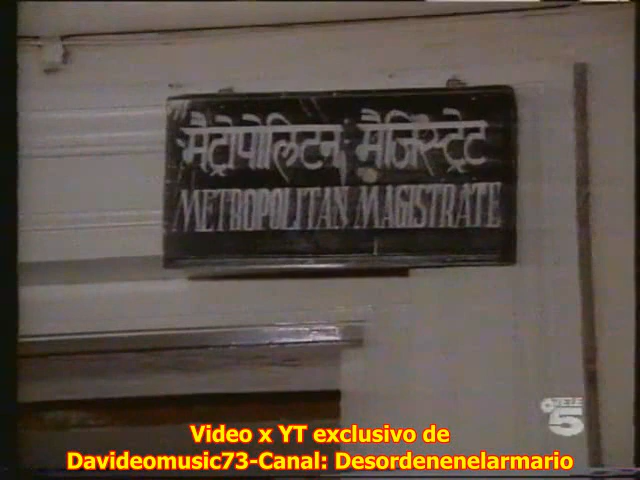 मैट्रोपोलिटन मैजिस्ट्रेट
METROPOLITAN MAGISTRATE
TELE
5
Video x YT exclusivo de
Davideomusic73-Canal: Desordenenelarmario